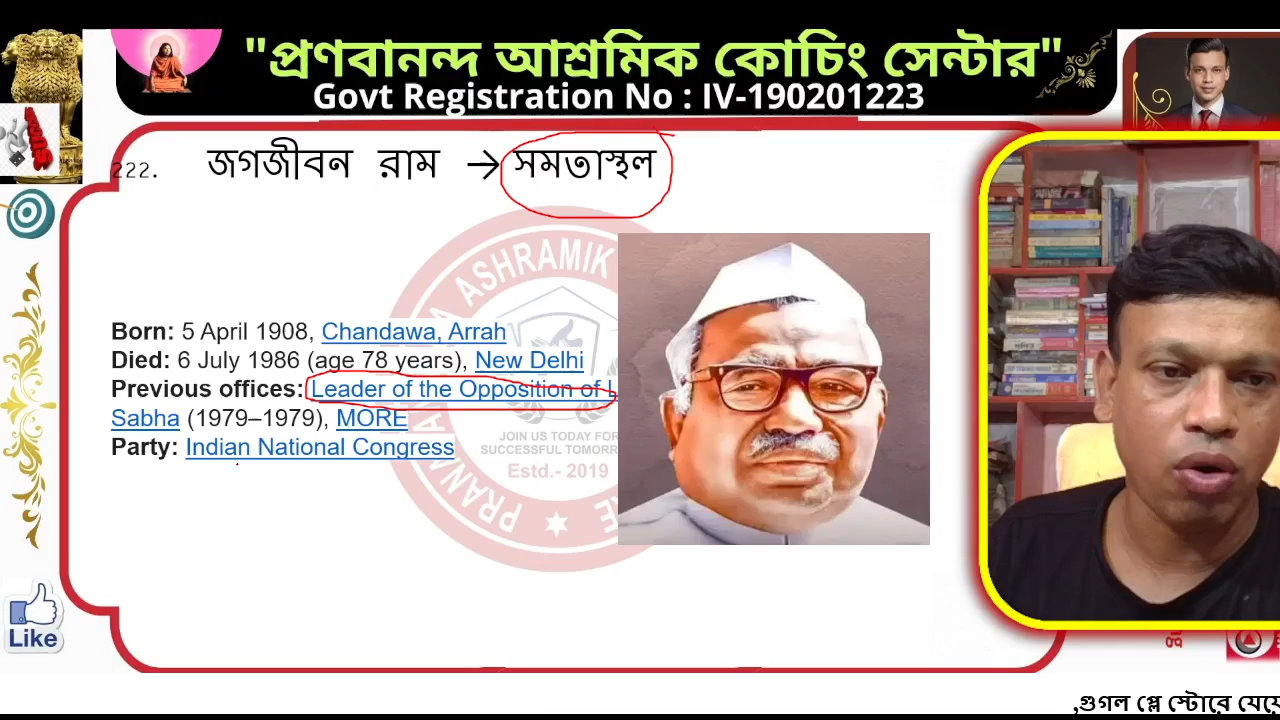 "প্রণবানন্দ আশ্রমিক কোচিং সেন্টার"
Govt Registration No : IV-190201223
222. জগজীবন রাম → সমতাস্থল
ASHRAMIK
Born: 5 April 1908, Chandawa, Arrah
Died: 6 July 1986 (age 78 years), New Delhi
Previous offices: Leader of the Opposition of L
Sabha (1979–1979), MORE
Party: Indian National Congress
JOIN US TODAY FOR
SUCCESSFUL TOMORR
Estd.- 2019
PRANA
Like
,গুগল প্লে স্টোরে যেয়ে